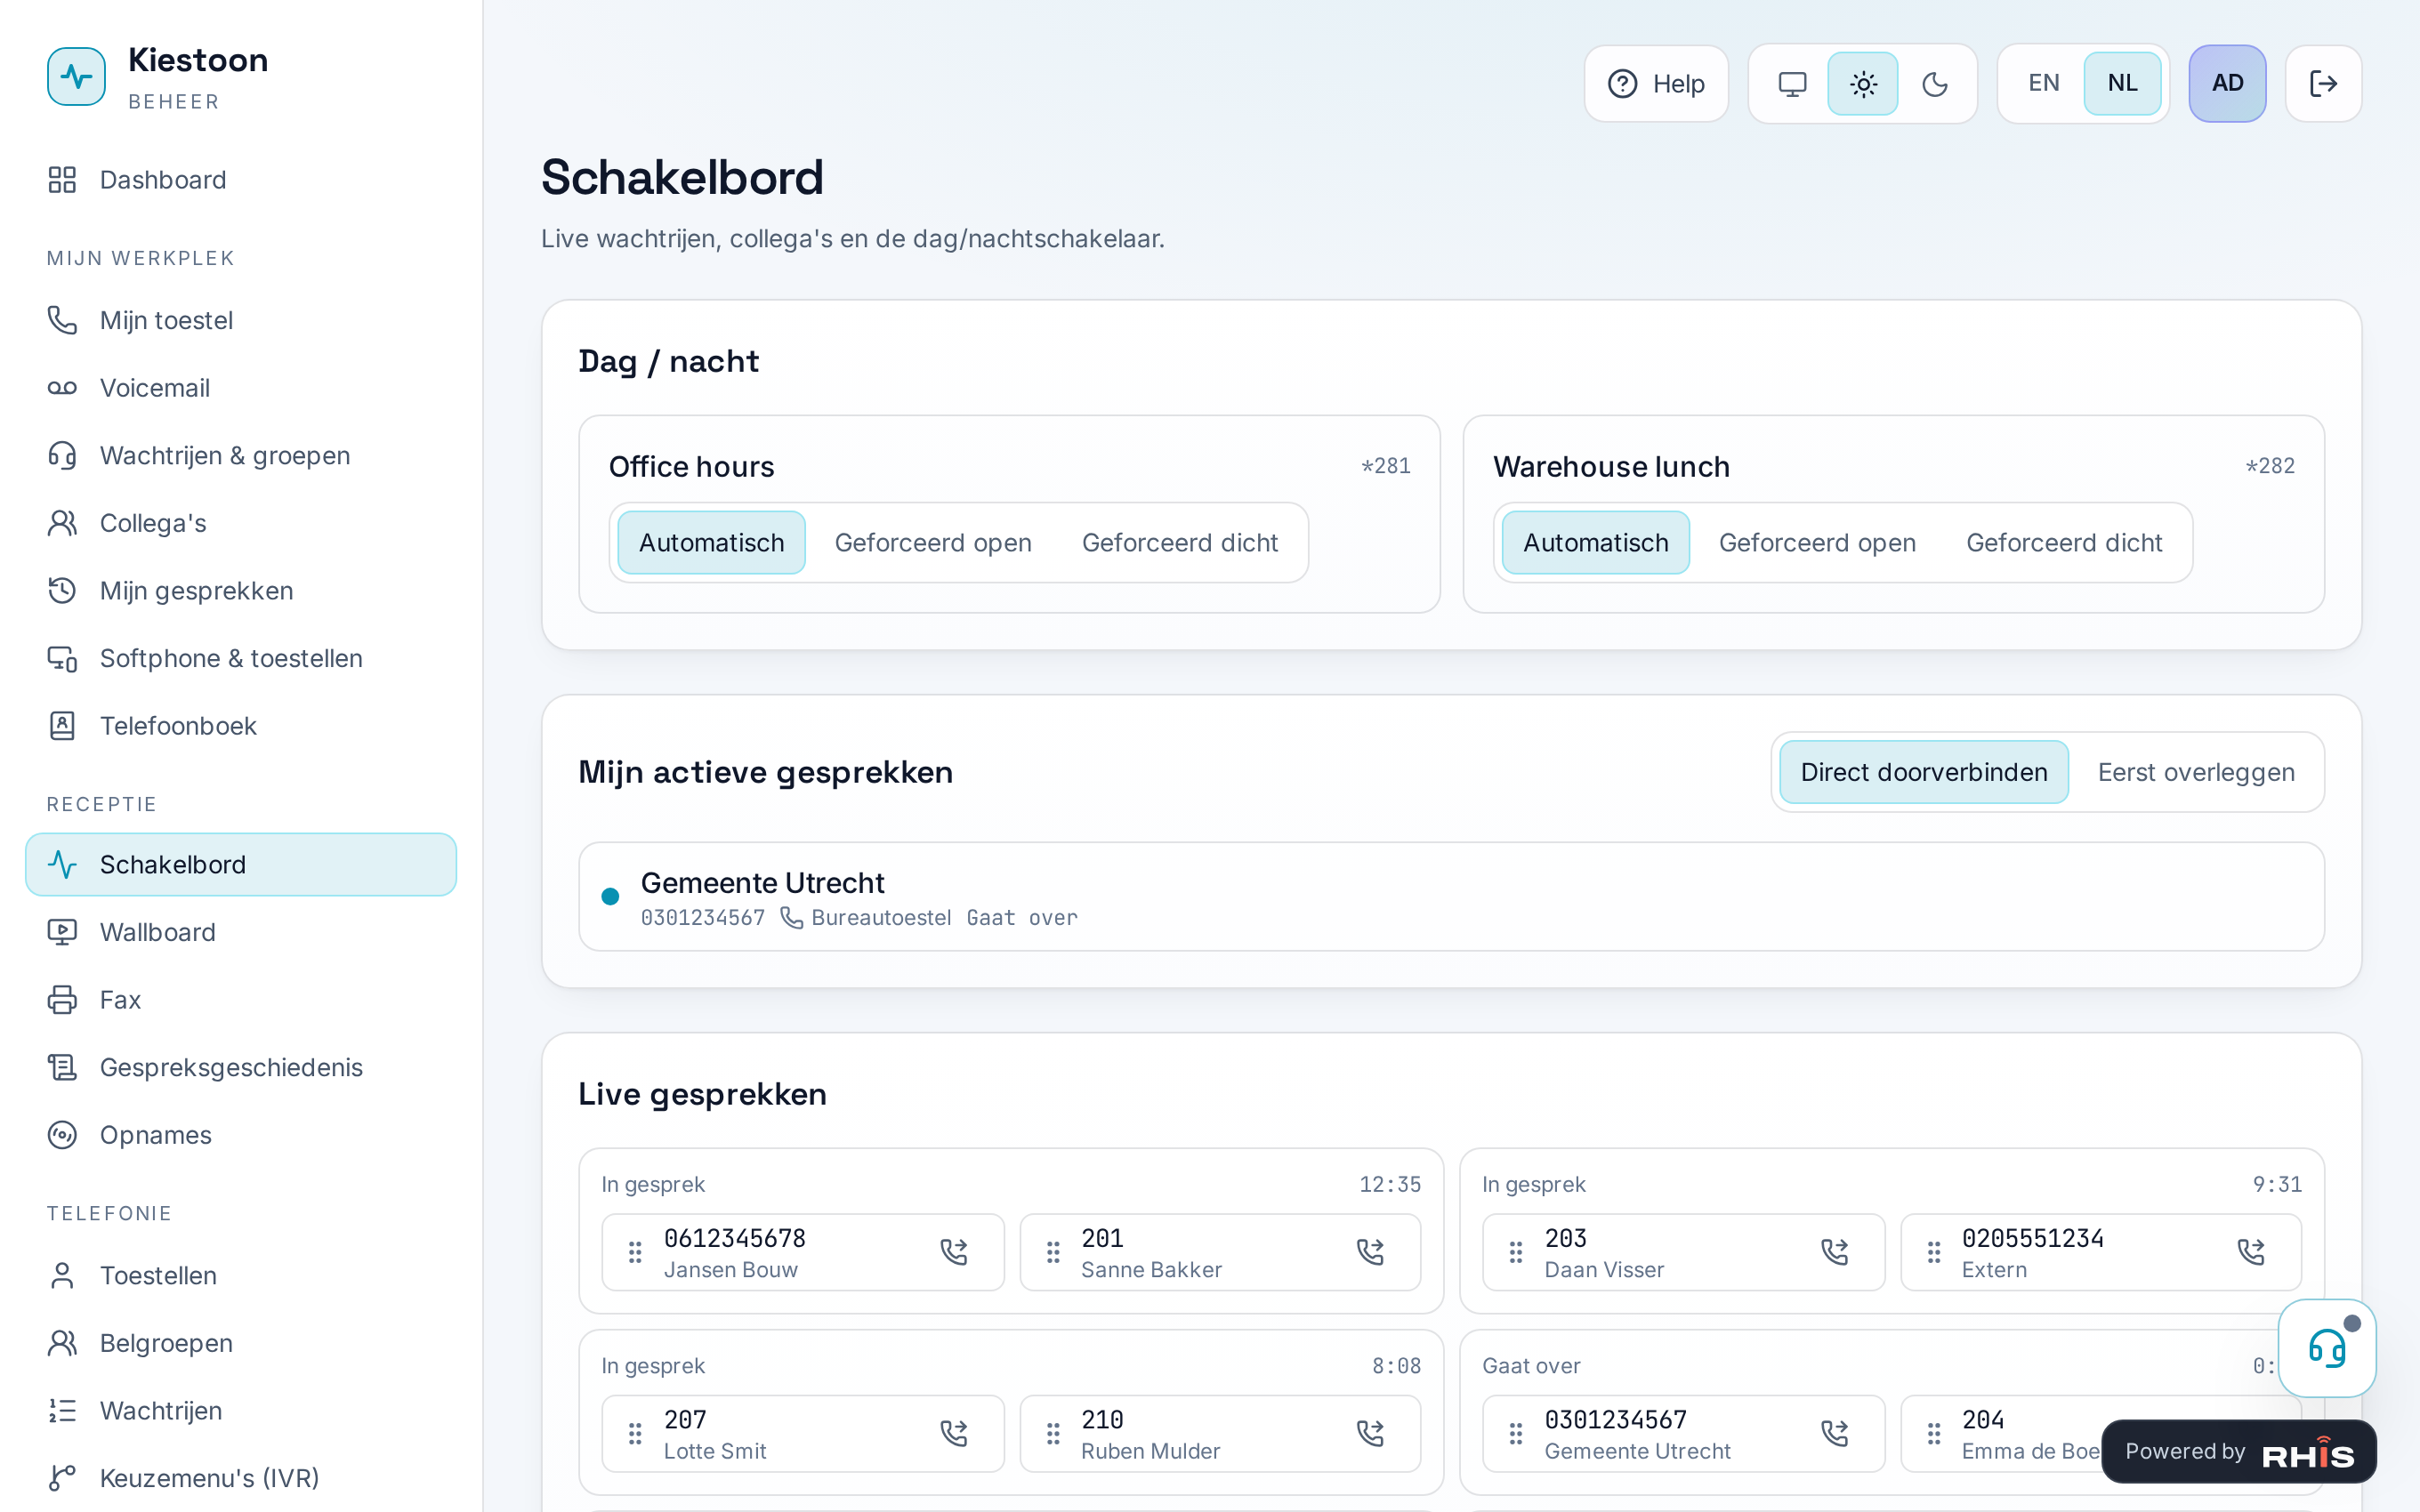 Kiestoon
BEHEER
Dashboard
MIJN WERKPLEK
Mijn toestel
Voicemail
Wachtrijen & groepen
Collega's
Mijn gesprekken
Softphone & toestellen
Telefoonboek
RECEPTIE
Schakelbord
Wallboard
Fax
Gespreksgeschiedenis
Opnames
TELEFONIE
Toestellen
Belgroepen
Wachtrijen
Keuzemenu's (IVR)
Help
EN NL
AD
Schakelbord
Live wachtrijen, collega's en de dag/nachtschakelaar.
Dag / nacht
Office hours *281
Automatisch Geforceerd open Geforceerd dicht
Warehouse lunch *282
Automatisch Geforceerd open Geforceerd dicht
Mijn actieve gesprekken
Direct doorverbinden Eerst overleggen
Gemeente Utrecht
0301234567 Bureautoestel Gaat over
Live gesprekken
In gesprek 12:35
0612345678
Jansen Bouw
201
Sanne Bakker
In gesprek 9:31
203
Daan Visser
0205551234
Extern
In gesprek 8:08
207
Lotte Smit
210
Ruben Mulder
Gaat over 0:
0301234567
Gemeente Utrecht
204
Emma de Boe
Powered by RHIS